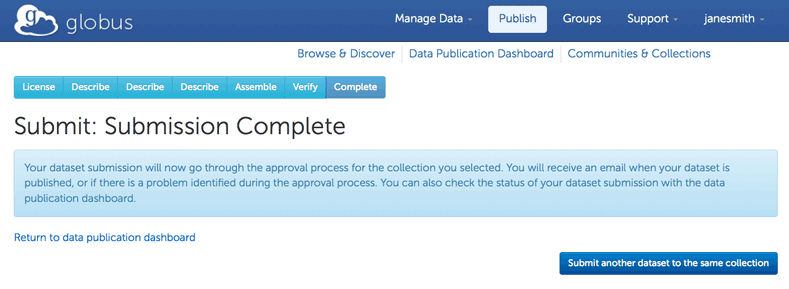 globus
Manage Data Publish Groups Support janesmith
Browse & Discover Data Publication Dashboard Communities & Collections
License Describe Describe Describe Assemble Verify Complete
Submit: Submission Complete
Your dataset submission will now go through the approval process for the collection you selected. You will receive an email when your dataset is
published, or if there is a problem identified during the approval process. You can also check the status of your dataset submission with the data
publication dashboard.
Return to data publication dashboard
Submit another dataset to the same collection